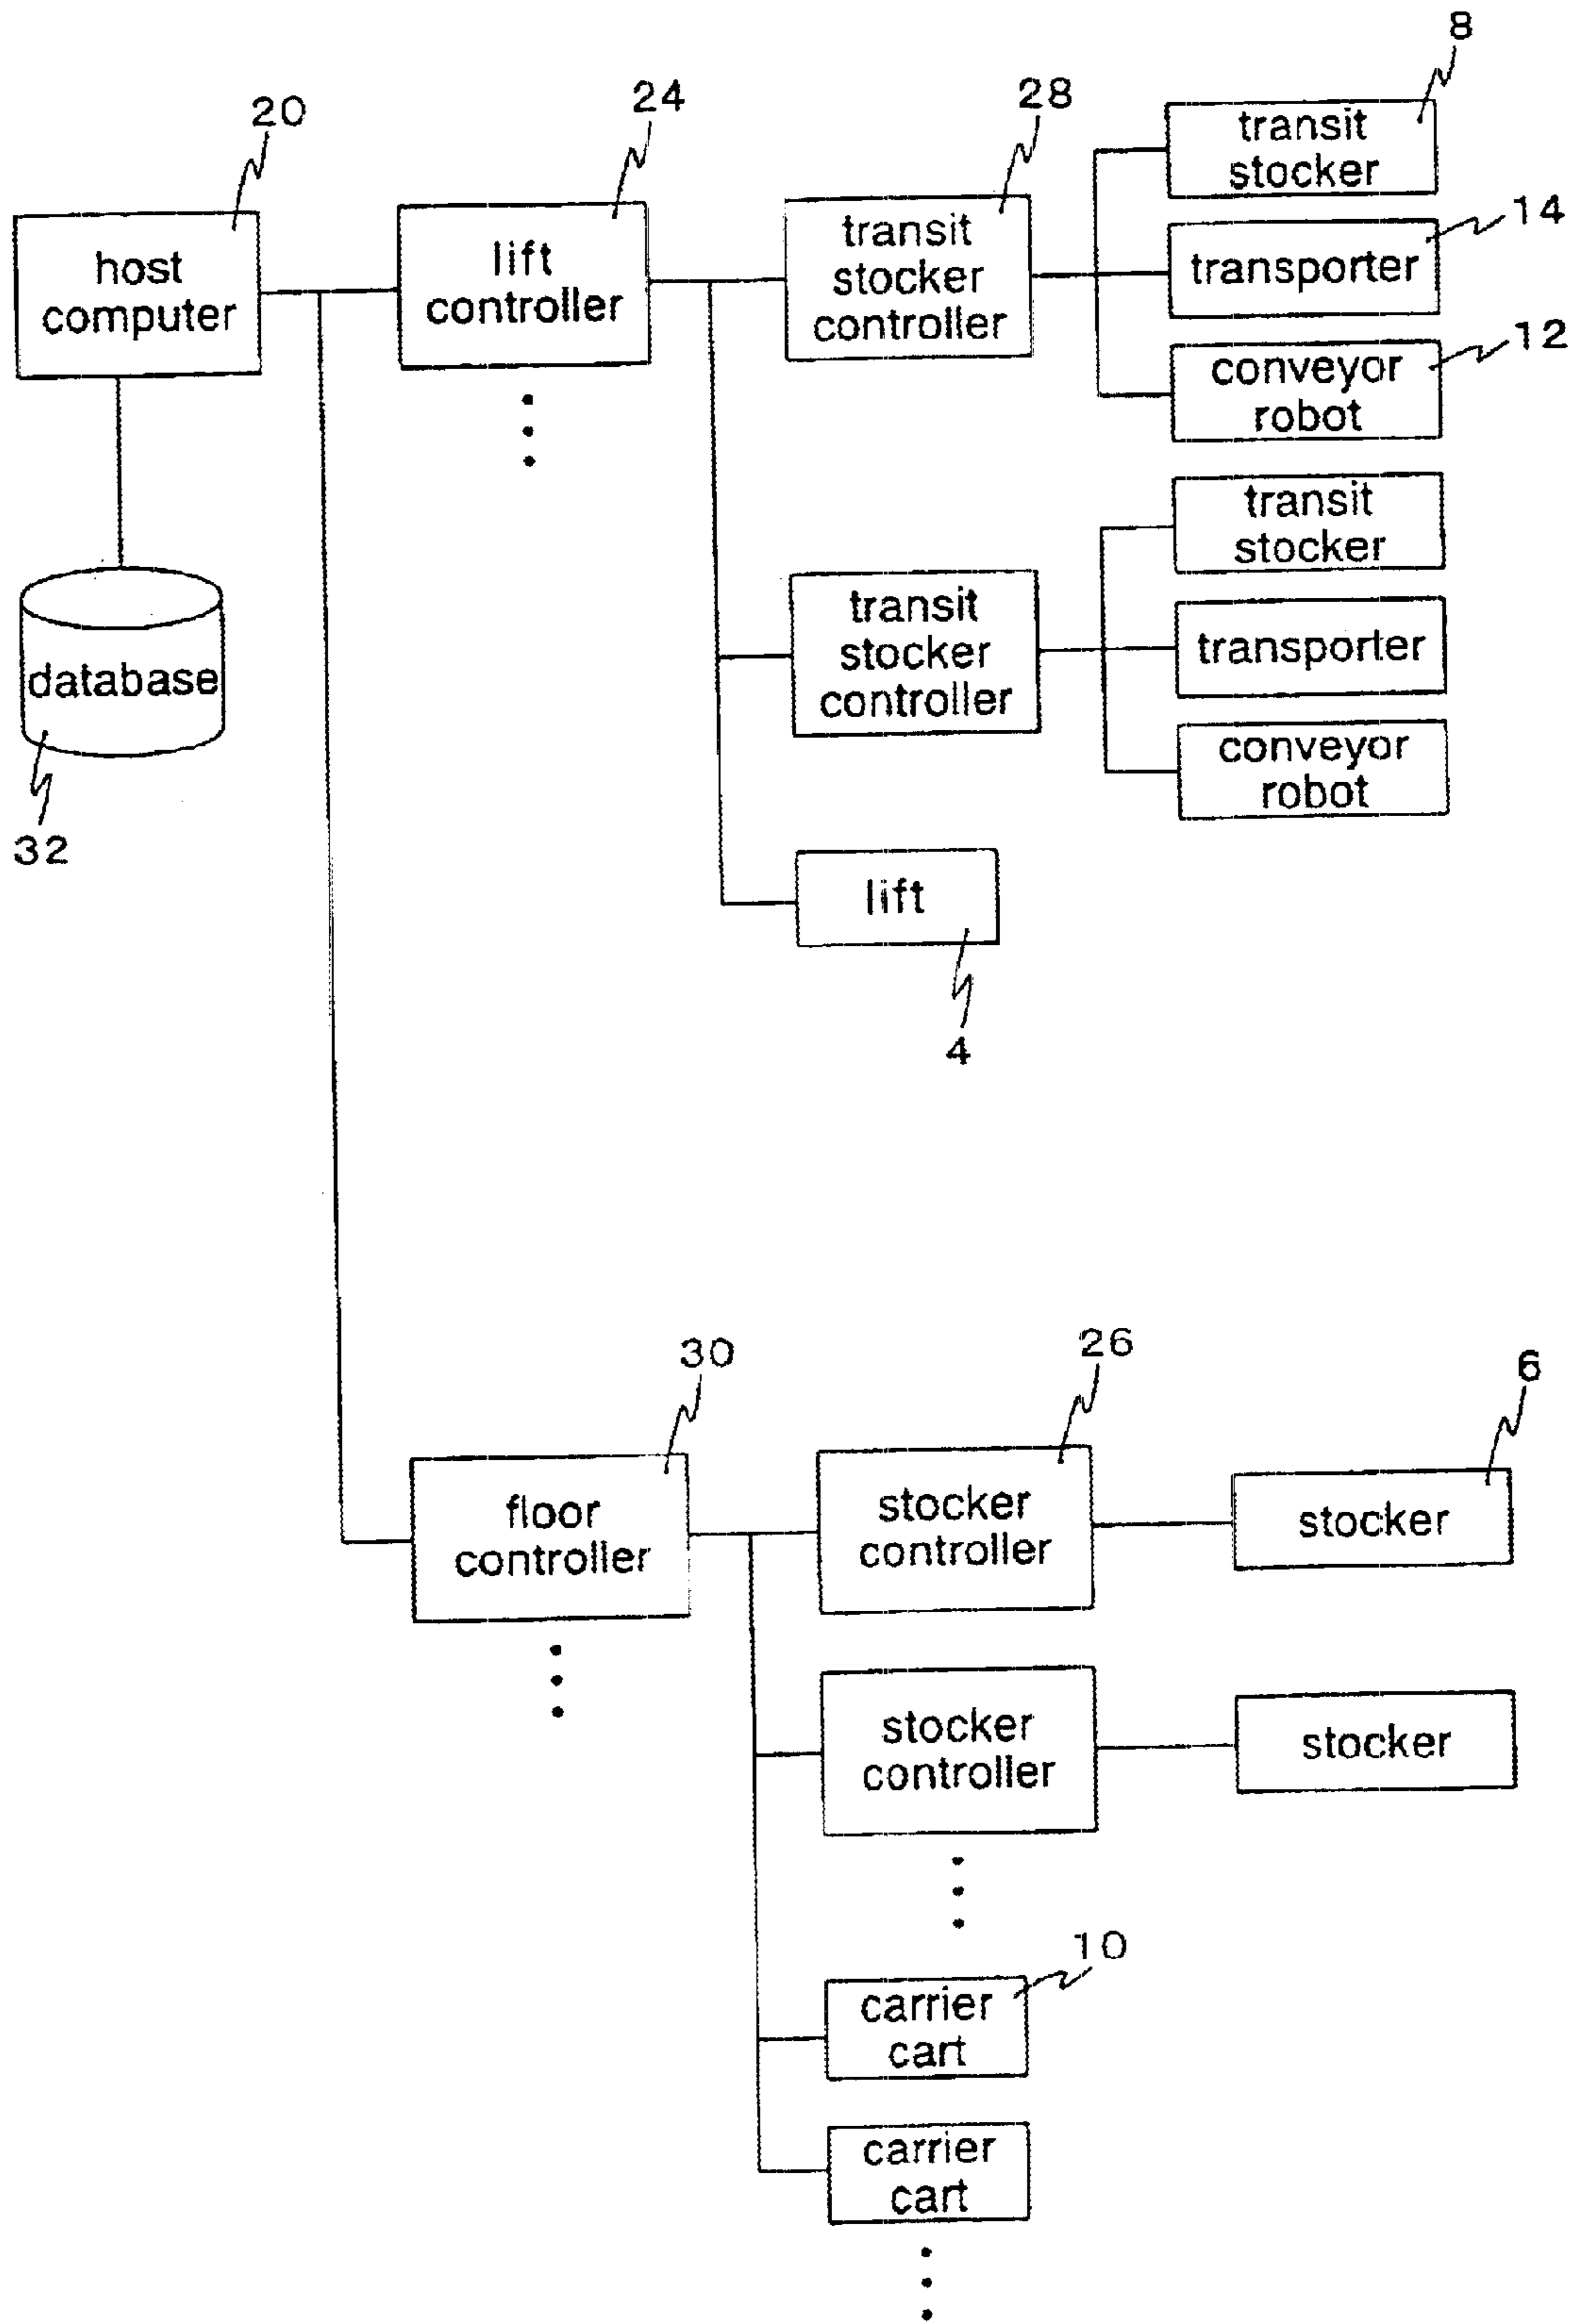 8
20
24
28
transit
stocker
14
host
computer
lift
controller
transit
stocker
controller
transporter
12
conveyor
robot
transit
stocker
database
transit
stocker
controller
transporter
conveyor
robot
32
lift
4
30
26
6
floor
controller
stocker
controller
stocker
stocker
controller
stocker
10
carrier
cart
carrier
cart